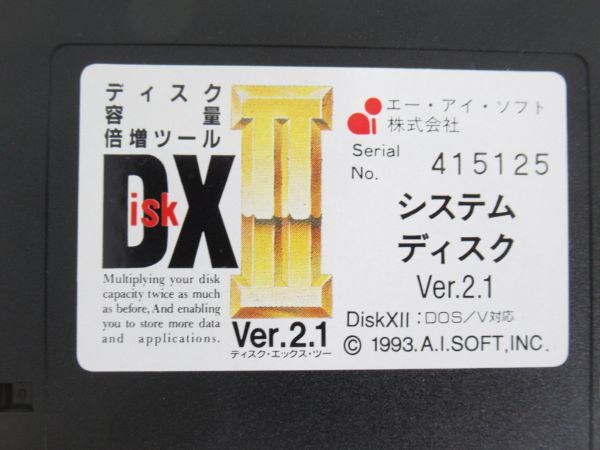 ディスク
容量
倍増ツール
DiskX II
Multiplying your disk
capacity twice as much
as before, And enabling
you to store more data
and applications.
Ver.2.1
ディスク・エックス・ツー
エー・アイ・ソフト
株式会社
Serial
No. 415125
システム
ディスク
Ver.2.1
DiskXII:DOS/V対応
© 1993.A.I.SOFT,INC.